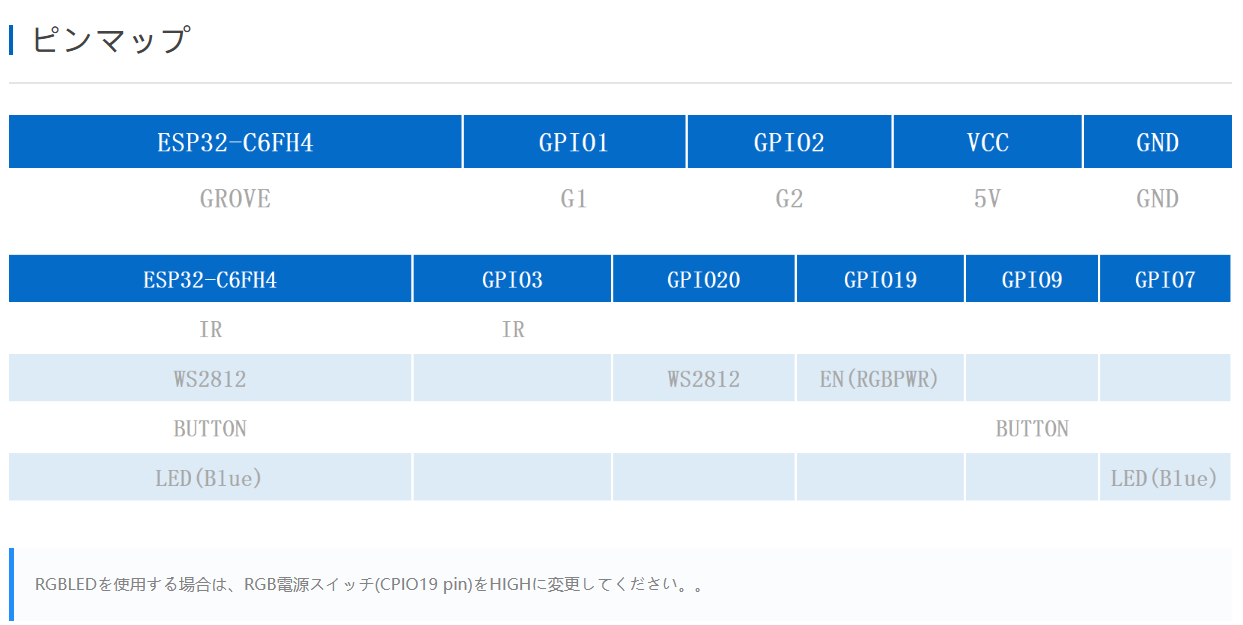 ピンマップ
ESP32-C6FH4 GPIO1 GPIO2 VCC GND
GROVE G1 G2 5V GND
ESP32-C6FH4 GPIO3 GPIO20 GPIO19 GPIO9 GPIO7
IR IR
WS2812 WS2812 EN(RGBPWR)
BUTTON BUTTON
LED(Blue) LED(Blue)
RGBLEDを使用する場合は、RGB電源スイッチ(CPIO19 pin)をHIGHに変更してください。。